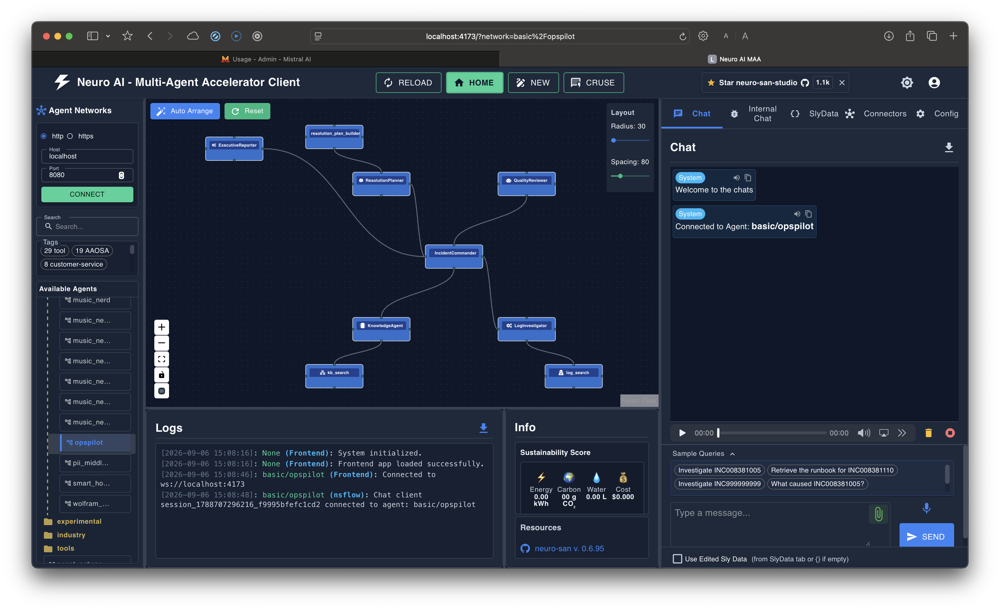 localhost:4173/?network=basic%2Fopspilot
A
A
Usage - Admin - Mistral AI
L
Neuro AI MAA
Neuro AI - Multi-Agent Accelerator Client
RELOAD
HOME
NEW
CRUSE
Star neuro-san-studio
1.1k
Agent Networks
http
https
Host
localhost
Port
8080
CONNECT
Search
Search...
Tags
29 tool
19 AAOSA
8 customer-service
Available Agents
music_nerd
music_ne...
music_ne...
music_ne...
music_ne...
music_ne...
music_ne...
opspilot
pii_middl...
smart_ho...
wolfram_...
experimental
industry
tools
Auto Arrange
Reset
Layout
Radius: 30
Spacing: 80
resolution_plan_builder
ExecutiveReporter
ResolutionPlanner
QualityReviewer
IncidentCommander
KnowledgeAgent
LogInvestigator
kb_search
log_search
React Flow
Logs
[2026-09-06 15:08:16]: None (Frontend): System initialized.
[2026-09-06 15:08:16]: None (Frontend): Frontend app loaded successfully.
[2026-09-06 15:08:46]: basic/opspilot (Frontend): Connected to
ws://localhost:4173
[2026-09-06 15:08:48]: basic/opspilot (nsflow): Chat client
session_1788707296216_f9995bfefc1cd2 connected to agent: basic/opspilot
Info
Sustainability Score
Energy
0.00
kWh
Carbon
00 g
CO₂
Water
0.00 L
Cost
$0.000
Resources
neuro-san v. 0.6.95
Chat
Internal
Chat
SlyData
Connectors
Config
Chat
System
Welcome to the chats
System
Connected to Agent: basic/opspilot
00:00
00:00
Sample Queries
Investigate INC008381005
Retrieve the runbook for INC008381110
Investigate INC999999999
What caused INC008381005?
Type a message...
SEND
Use Edited Sly Data (from SlyData tab or {} if empty)